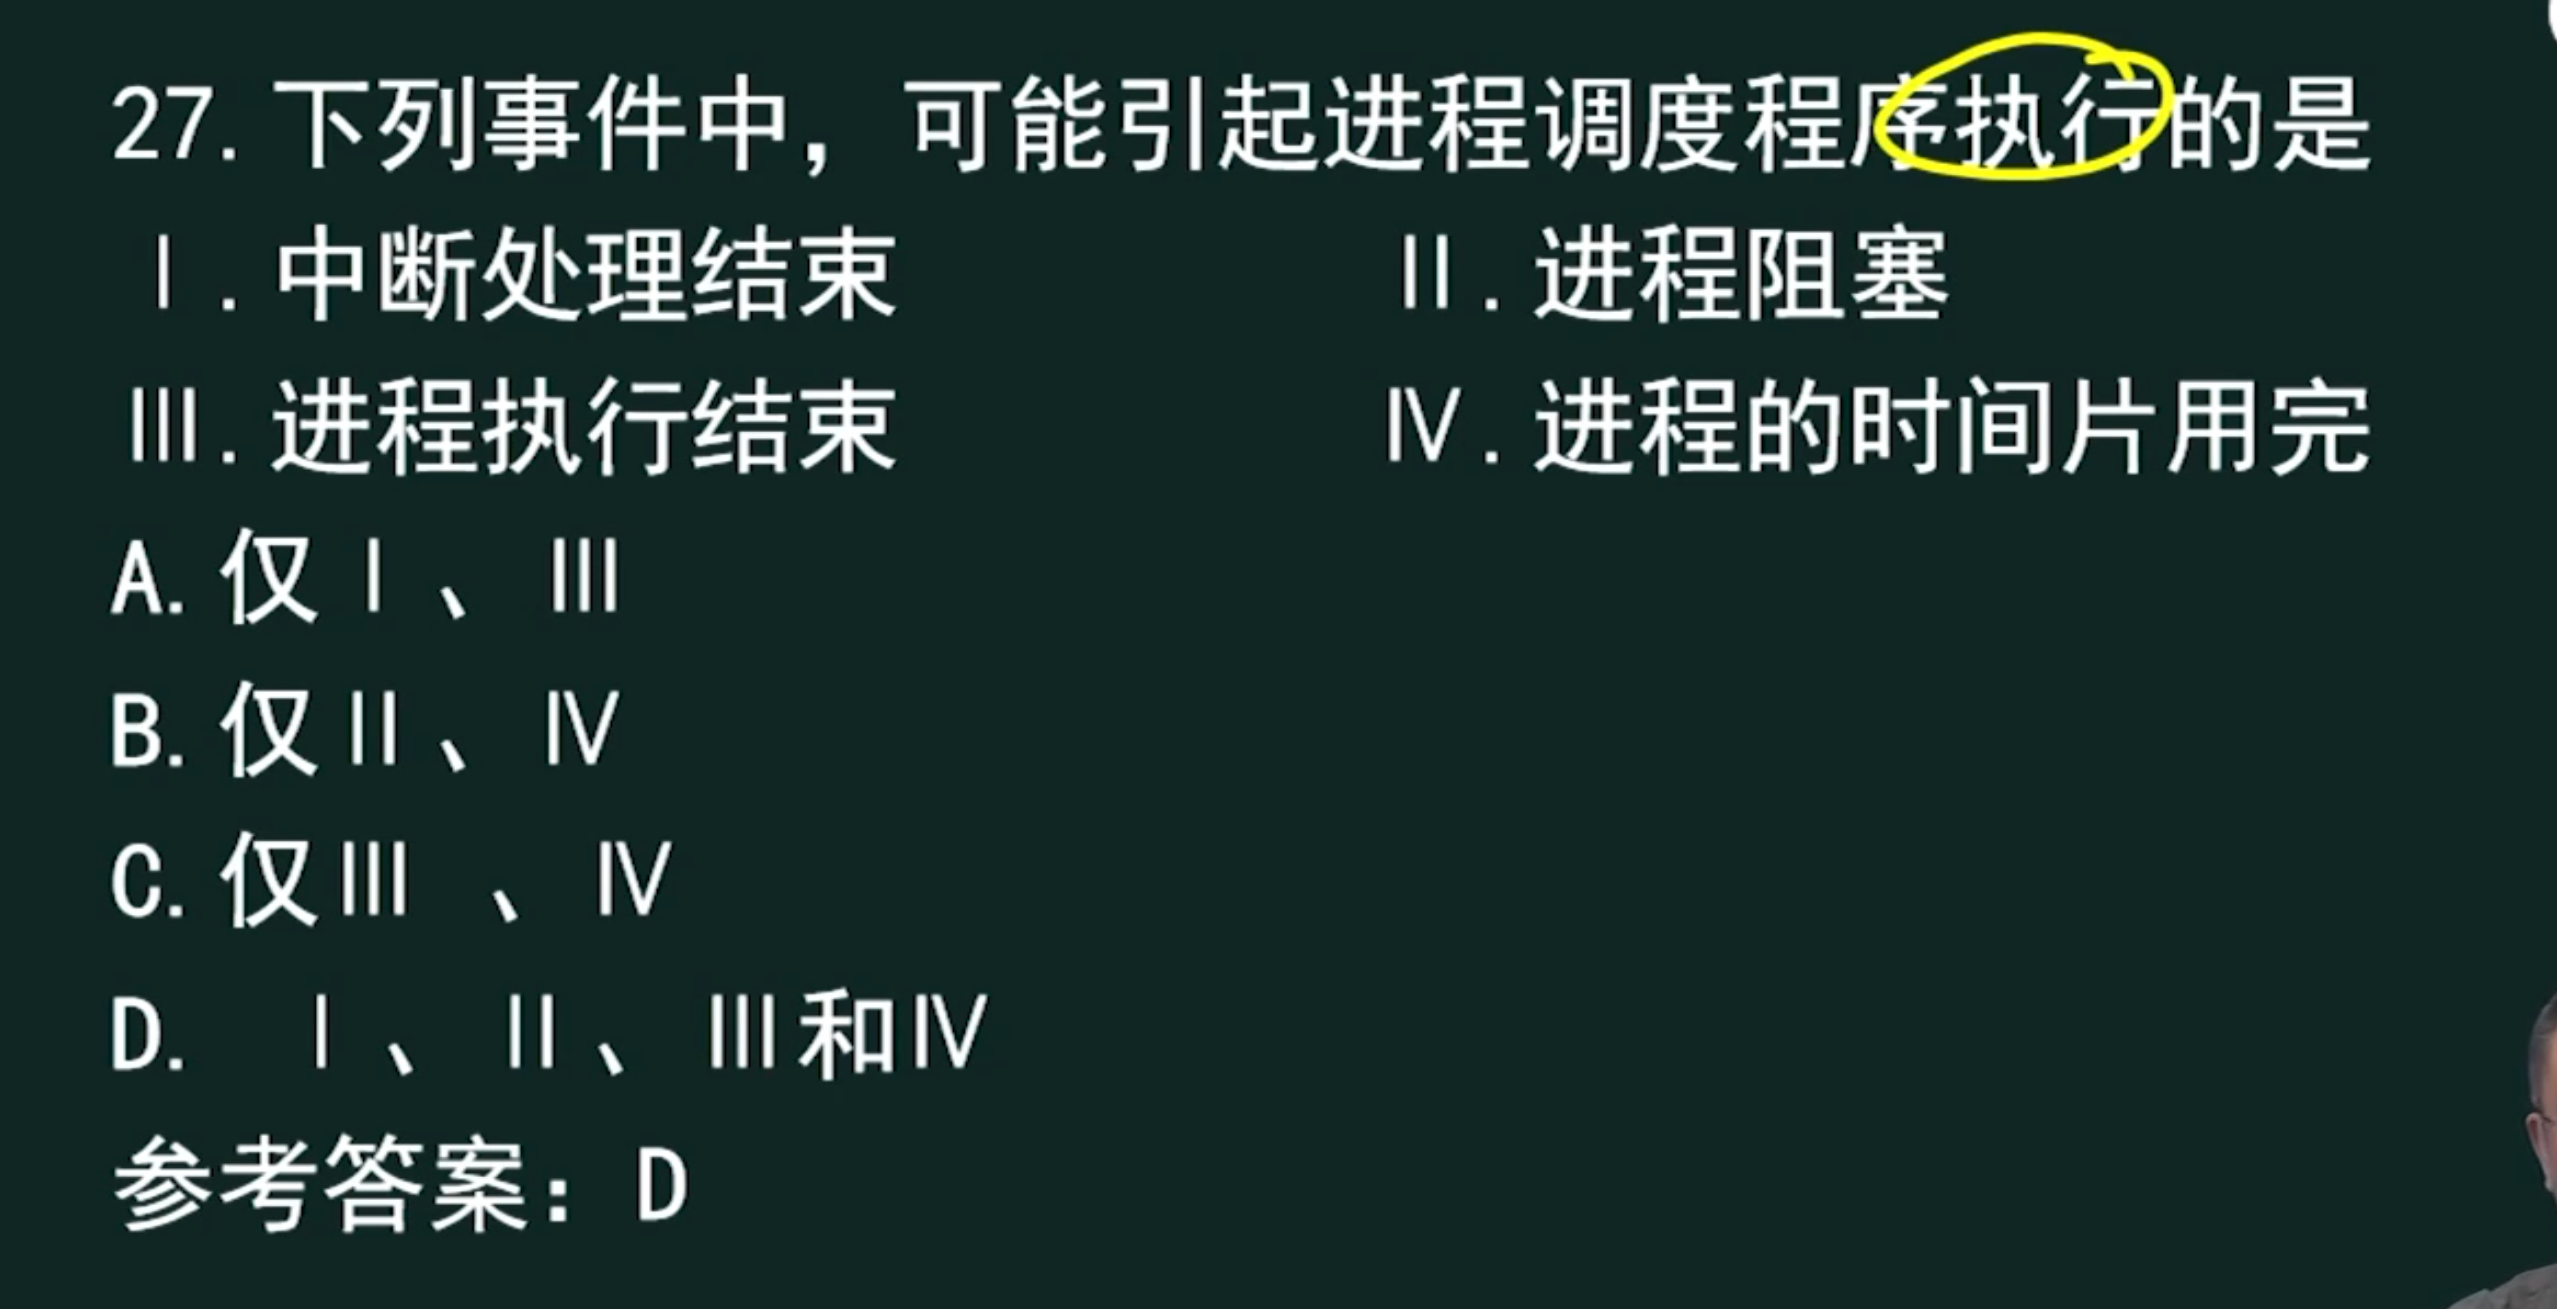 27. 下列事件中，可能引起进程调度程序执行的是
Ⅰ. 中断处理结束 Ⅱ. 进程阻塞
Ⅲ. 进程执行结束 Ⅳ. 进程的时间片用完
A. 仅Ⅰ、Ⅲ
B. 仅Ⅱ、Ⅳ
C. 仅Ⅲ、Ⅳ
D. Ⅰ、Ⅱ、Ⅲ和Ⅳ
参考答案：D